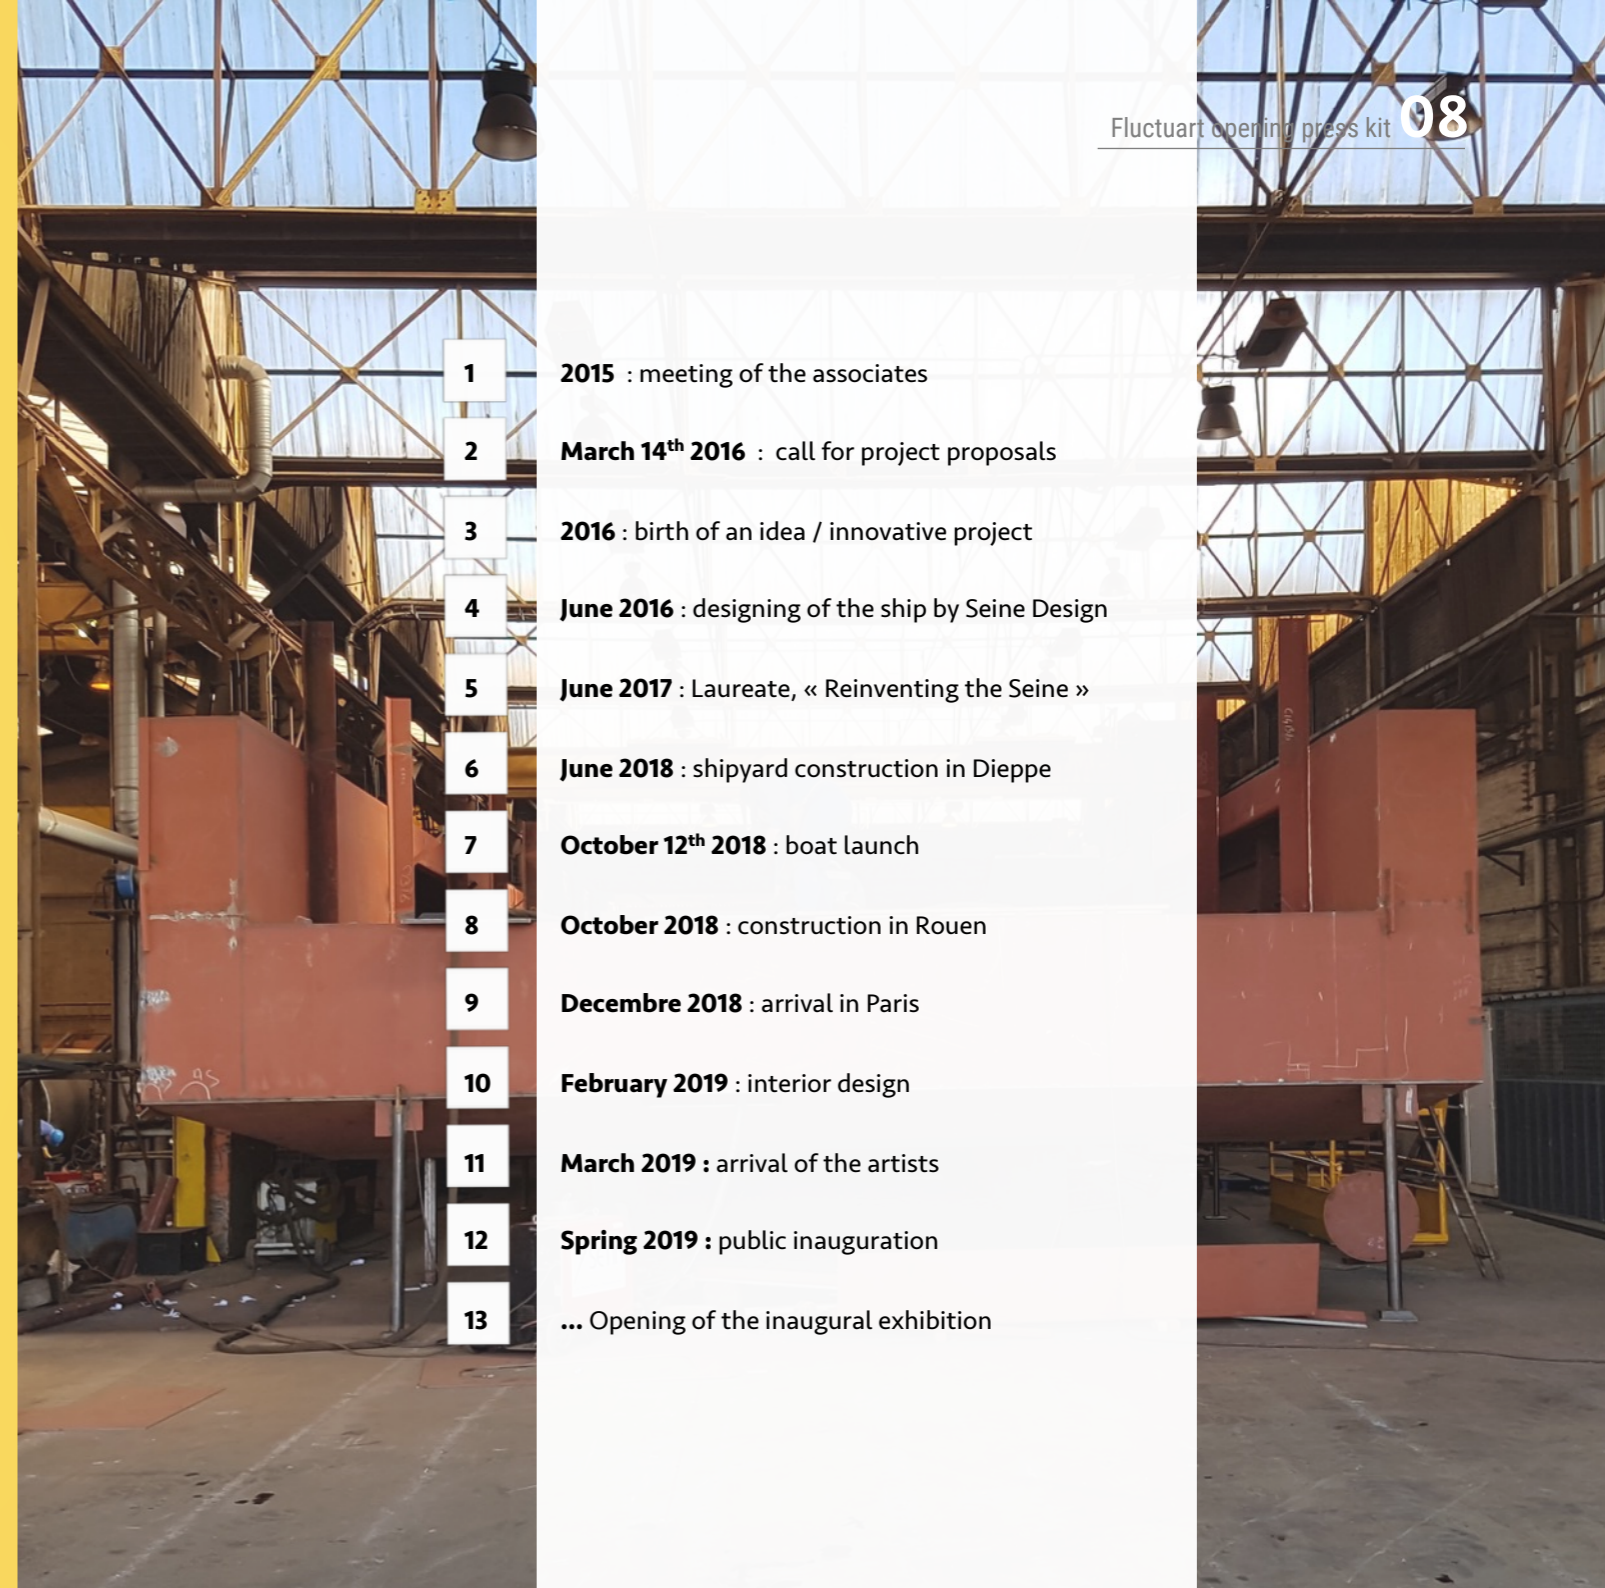 Fluctuart opening press kit 08
1 2015 : meeting of the associates
2 March 14th 2016 : call for project proposals
3 2016 : birth of an idea / innovative project
4 June 2016 : designing of the ship by Seine Design
5 June 2017 : Laureate, « Reinventing the Seine »
6 June 2018 : shipyard construction in Dieppe
7 October 12th 2018 : boat launch
8 October 2018 : construction in Rouen
9 Decembre 2018 : arrival in Paris
10 February 2019 : interior design
11 March 2019 : arrival of the artists
12 Spring 2019 : public inauguration
13 ... Opening of the inaugural exhibition